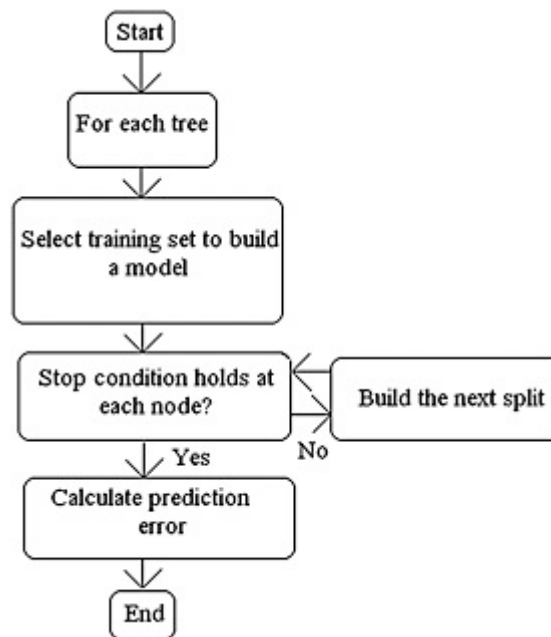 Start
For each tree
Select training set to build
a model
Stop condition holds at
each node?
Build the next split
No
Yes
Calculate prediction
error
End